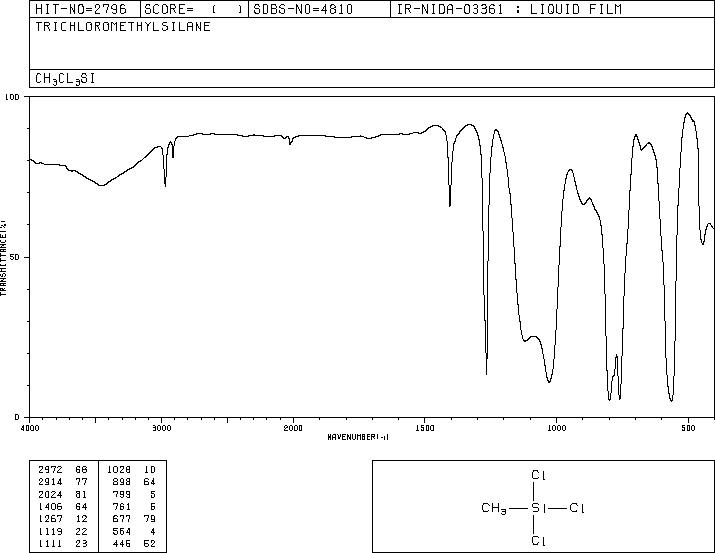 HIT-NO=2796 SCORE= ( ) SDBS-NO=4810 IR-NIDA-03361 : LIQUID FILM
TRICHLOROMETHYLSILANE
CH3CL3SI
100
50
0
TRANSMITTANCE(%)
4000 3000 2000 1500 1000 500
WAVENUMBER(-1)
2972 66 1028 10
2914 77 898 64
2024 81 799 5
1406 64 761 6
1267 12 677 79
1119 22 564 4
1111 23 446 52
Cl
CH3 Si Cl
Cl